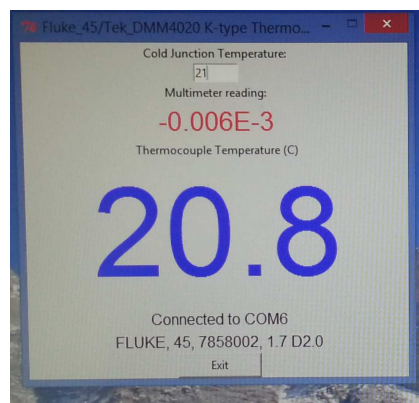 Fluke_45/Tek_DMM4020 K-type Thermo...
Cold Junction Temperature:
21
Multimeter reading:
-0.006E-3
Thermocouple Temperature (C)
20.8
Connected to COM6
FLUKE, 45, 7858002, 1.7 D2.0
Exit